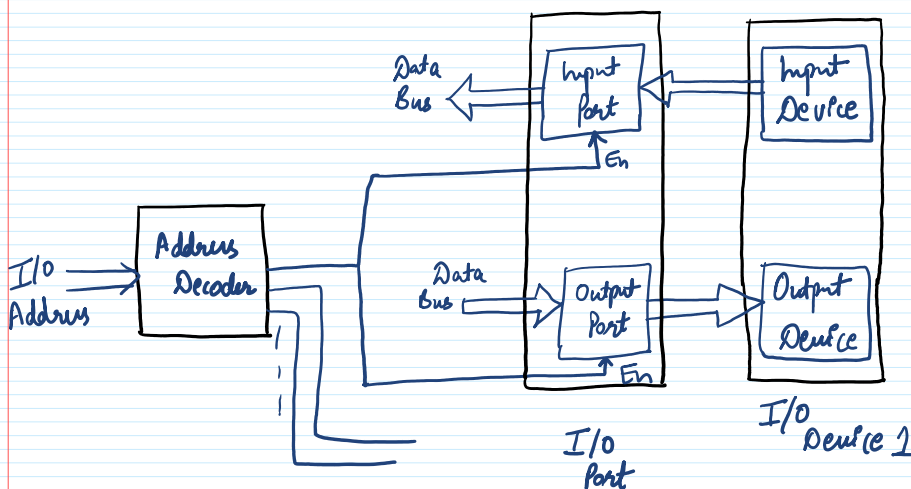 Data
Bus
Input
Port
En
Input
Device
I/O
Address
Address
Decoder
Data
Bus
Output
Port
En
Output
Device
I/O
Port
I/O
Device 1